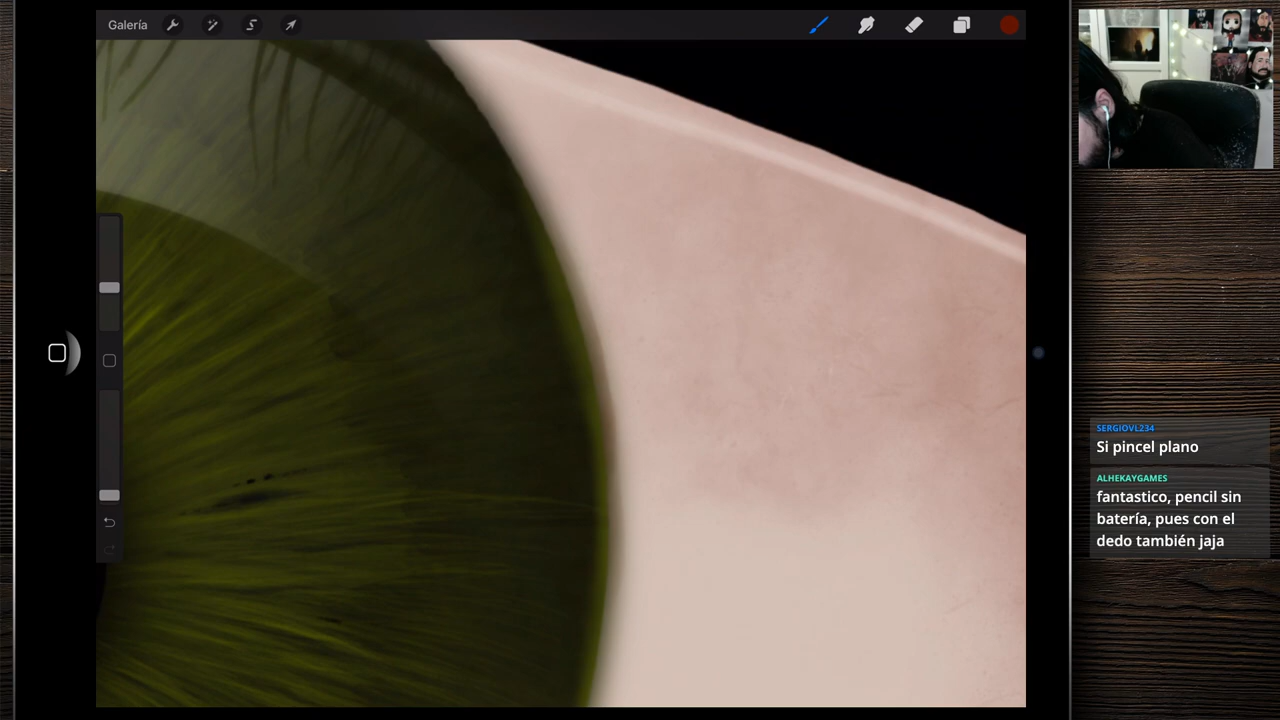 Galería
SERGIOVL234
Si pincel plano
ALHEKAYGAMES
fantastico, pencil sin
batería, pues con el
dedo también jaja